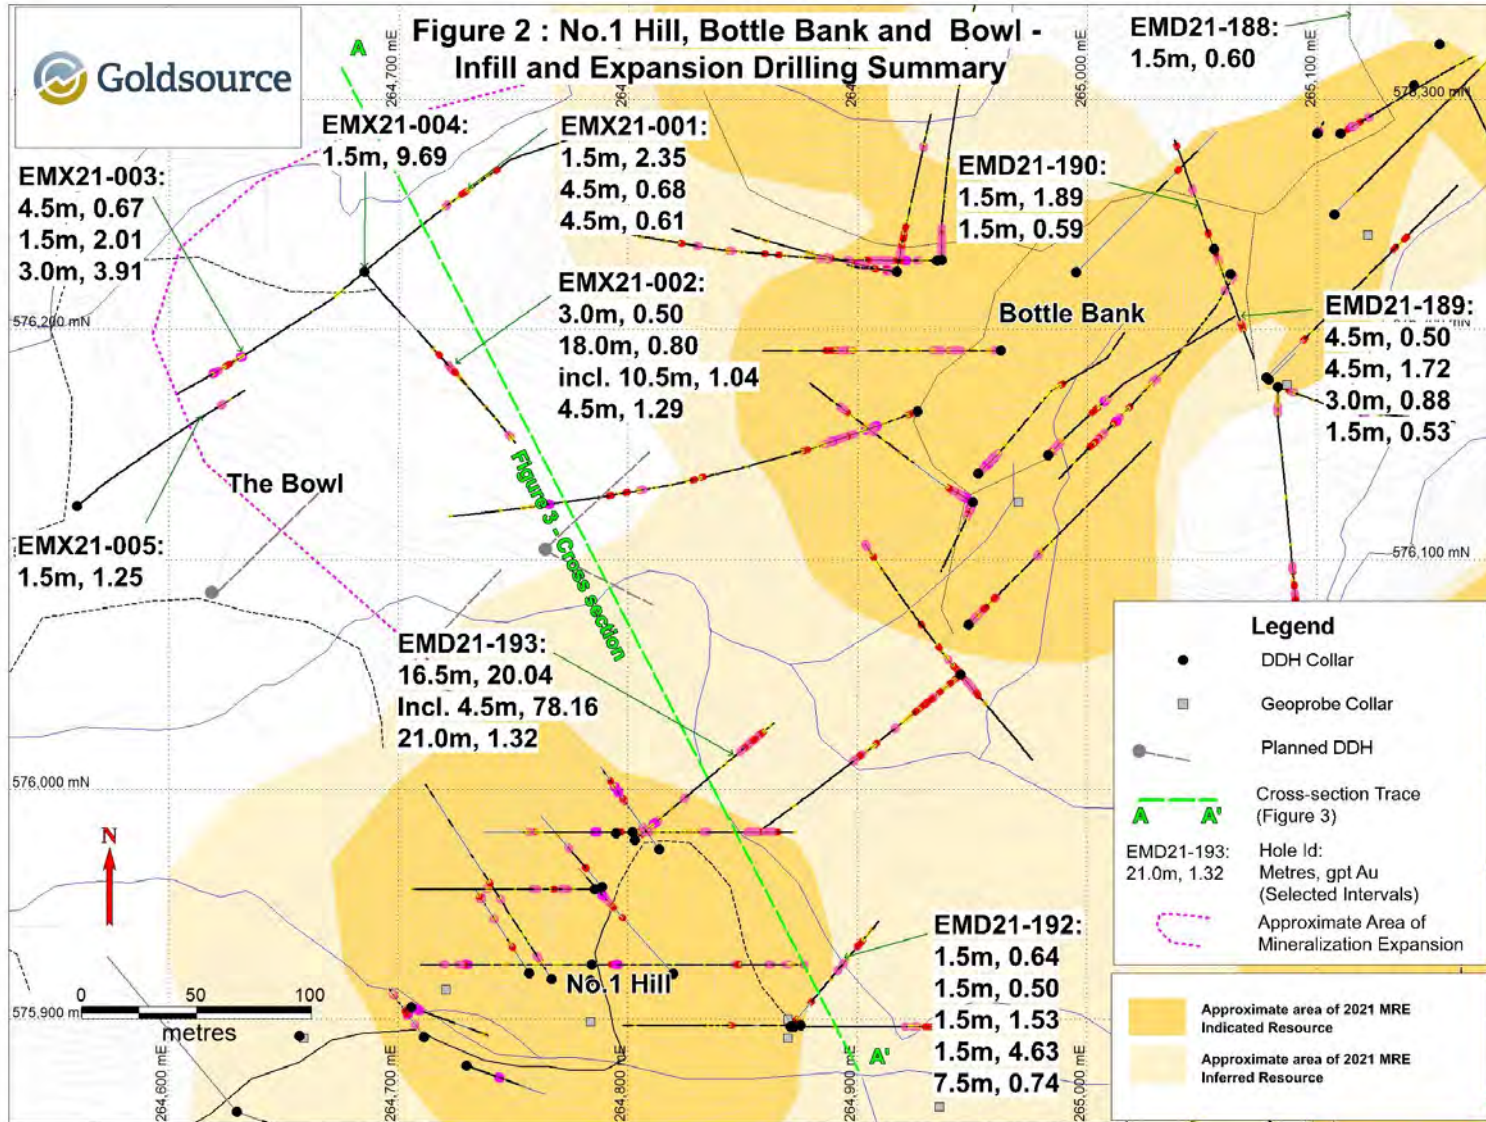 Goldsource
Figure 2 : No.1 Hill, Bottle Bank and Bowl -
Infill and Expansion Drilling Summary
A
264,700 mE
265,000 mE
265,100 mE
EMD21-188:
1.5m, 0.60
EMX21-004:
1.5m, 9.69
EMX21-001:
1.5m, 2.35
4.5m, 0.68
4.5m, 0.61
EMX21-003:
4.5m, 0.67
1.5m, 2.01
3.0m, 3.91
EMD21-190:
1.5m, 1.89
1.5m, 0.59
EMX21-002:
3.0m, 0.50
18.0m, 0.80
incl. 10.5m, 1.04
4.5m, 1.29
Bottle Bank
EMD21-189:
4.5m, 0.50
4.5m, 1.72
3.0m, 0.88
1.5m, 0.53
576,200 mN
The Bowl
Figure 3 - Cross section
EMX21-005:
1.5m, 1.25
576,100 mN
EMD21-193:
16.5m, 20.04
Incl. 4.5m, 78.16
21.0m, 1.32
576,000 mN
N
No.1 Hill
EMD21-192:
1.5m, 0.64
1.5m, 0.50
1.5m, 1.53
1.5m, 4.63
7.5m, 0.74
0 50 100
metres
575,900 mN
A'
264,600 mE
264,700 mE
264,800 mE
264,900 mE
265,000 mE
Legend
DDH Collar
Geoprobe Collar
Planned DDH
A A'
Cross-section Trace
(Figure 3)
EMD21-193:
21.0m, 1.32
Hole Id:
Metres, gpt Au
(Selected Intervals)
Approximate Area of
Mineralization Expansion
Approximate area of 2021 MRE
Indicated Resource
Approximate area of 2021 MRE
Inferred Resource